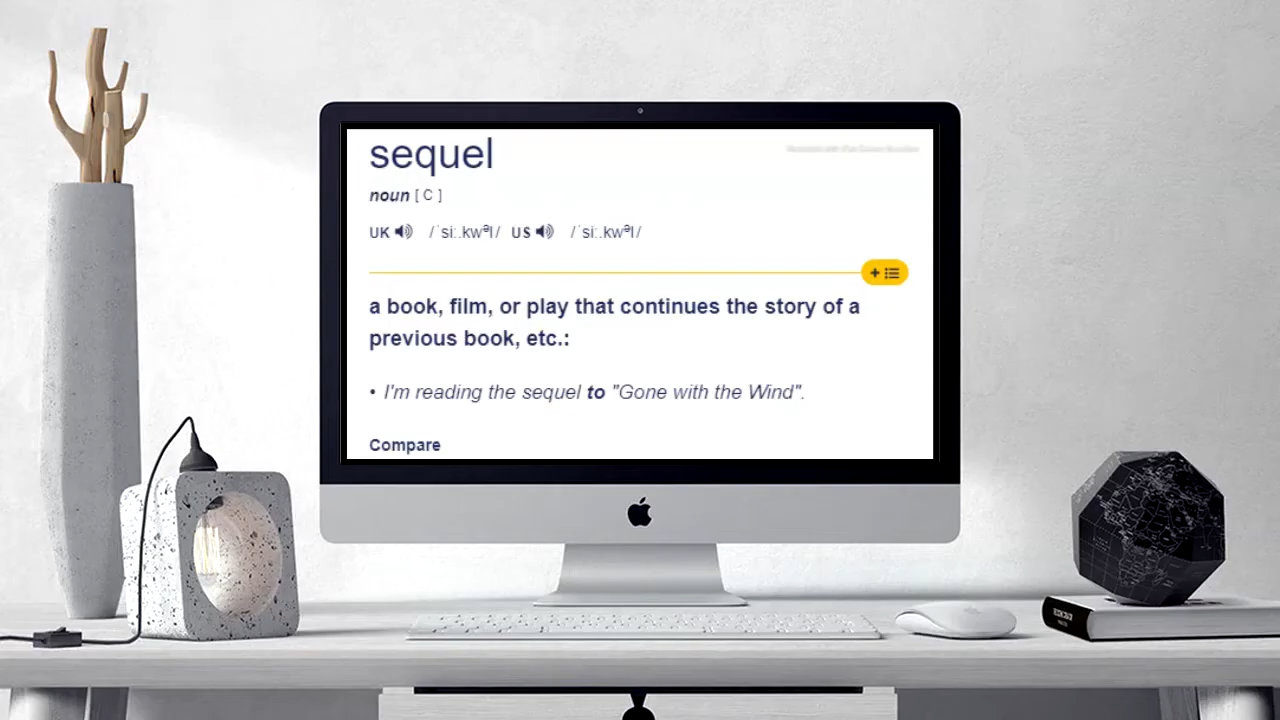 sequel
noun [ C ]
UK /ˈsiː.kwᵊl/ US /ˈsiː.kwᵊl/
a book, film, or play that continues the story of a
previous book, etc.:
• I'm reading the sequel to "Gone with the Wind".
Compare